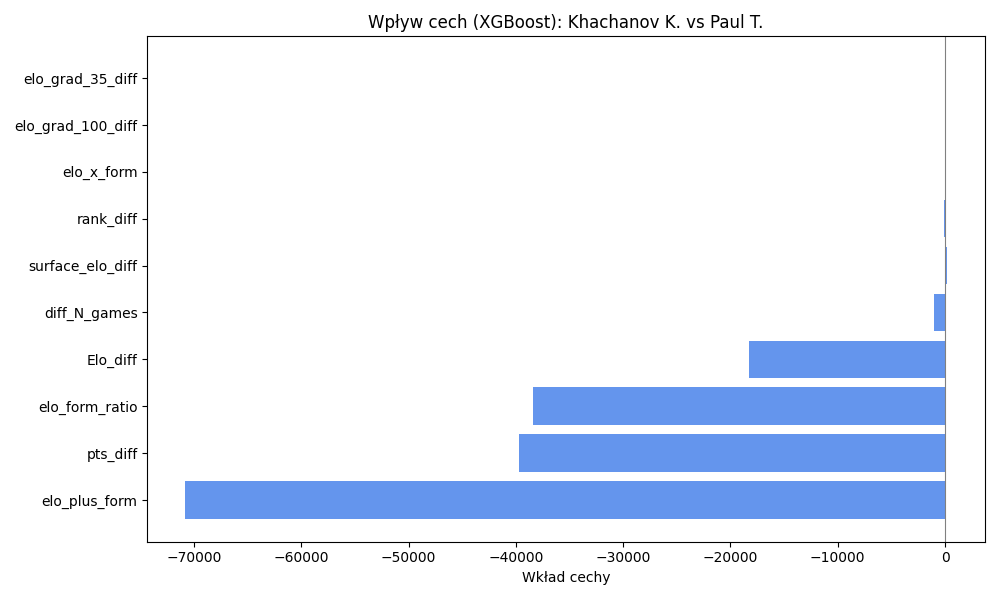 Wpływ cech (XGBoost): Khachanov K. vs Paul T.
elo_grad_35_diff
elo_grad_100_diff
elo_x_form
rank_diff
surface_elo_diff
diff_N_games
Elo_diff
elo_form_ratio
pts_diff
elo_plus_form
−70000 −60000 −50000 −40000 −30000 −20000 −10000 0
Wkład cechy